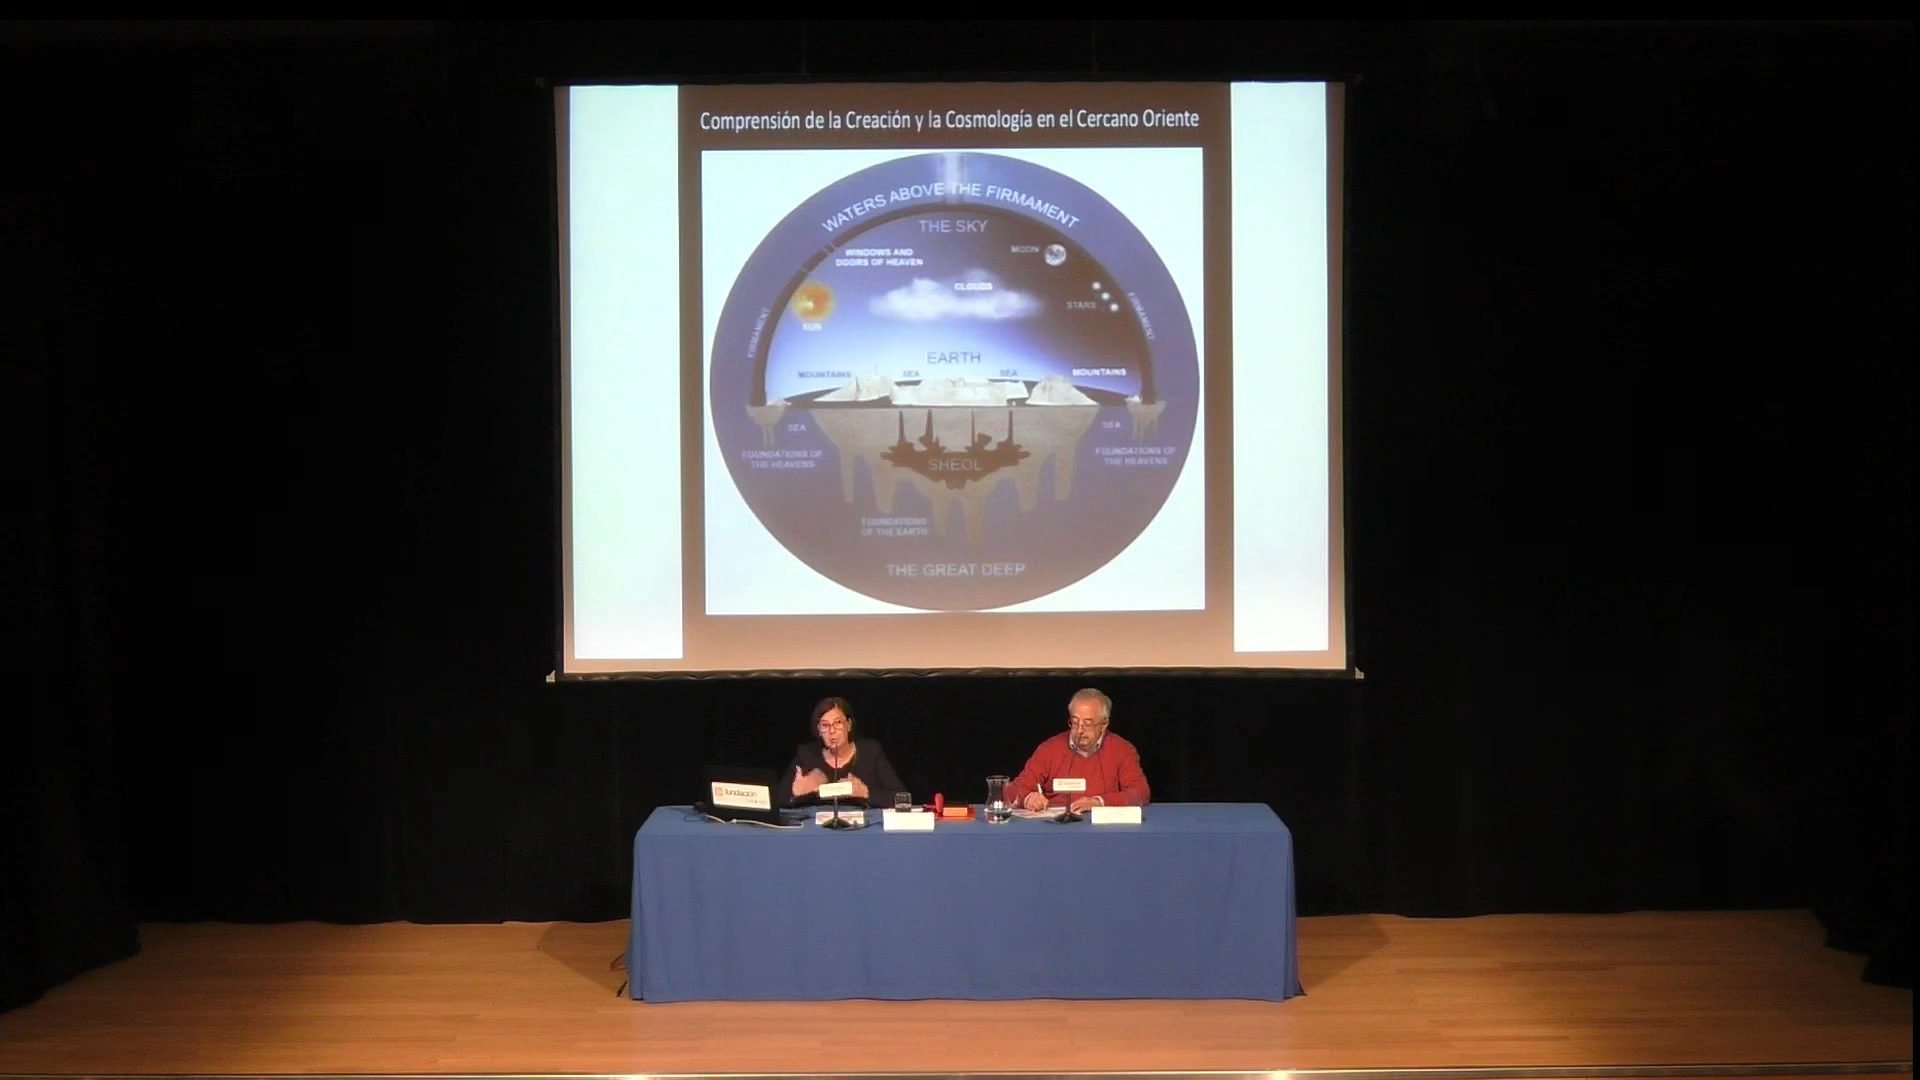 Comprensión de la Creación y la Cosmología en el Cercano Oriente
WATERS ABOVE THE FIRMAMENT
THE SKY
WINDOWS AND
DOORS OF HEAVEN
MOON
CLOUDS
STARS
SUN
FIRMAMENT
FIRMAMENT
EARTH
MOUNTAINS
SEA
SEA
MOUNTAINS
SEA
SEA
FOUNDATIONS OF
THE HEAVENS
FOUNDATIONS OF
THE HEAVENS
SHEOL
FOUNDATIONS
OF THE EARTH
THE GREAT DEEP
fundación